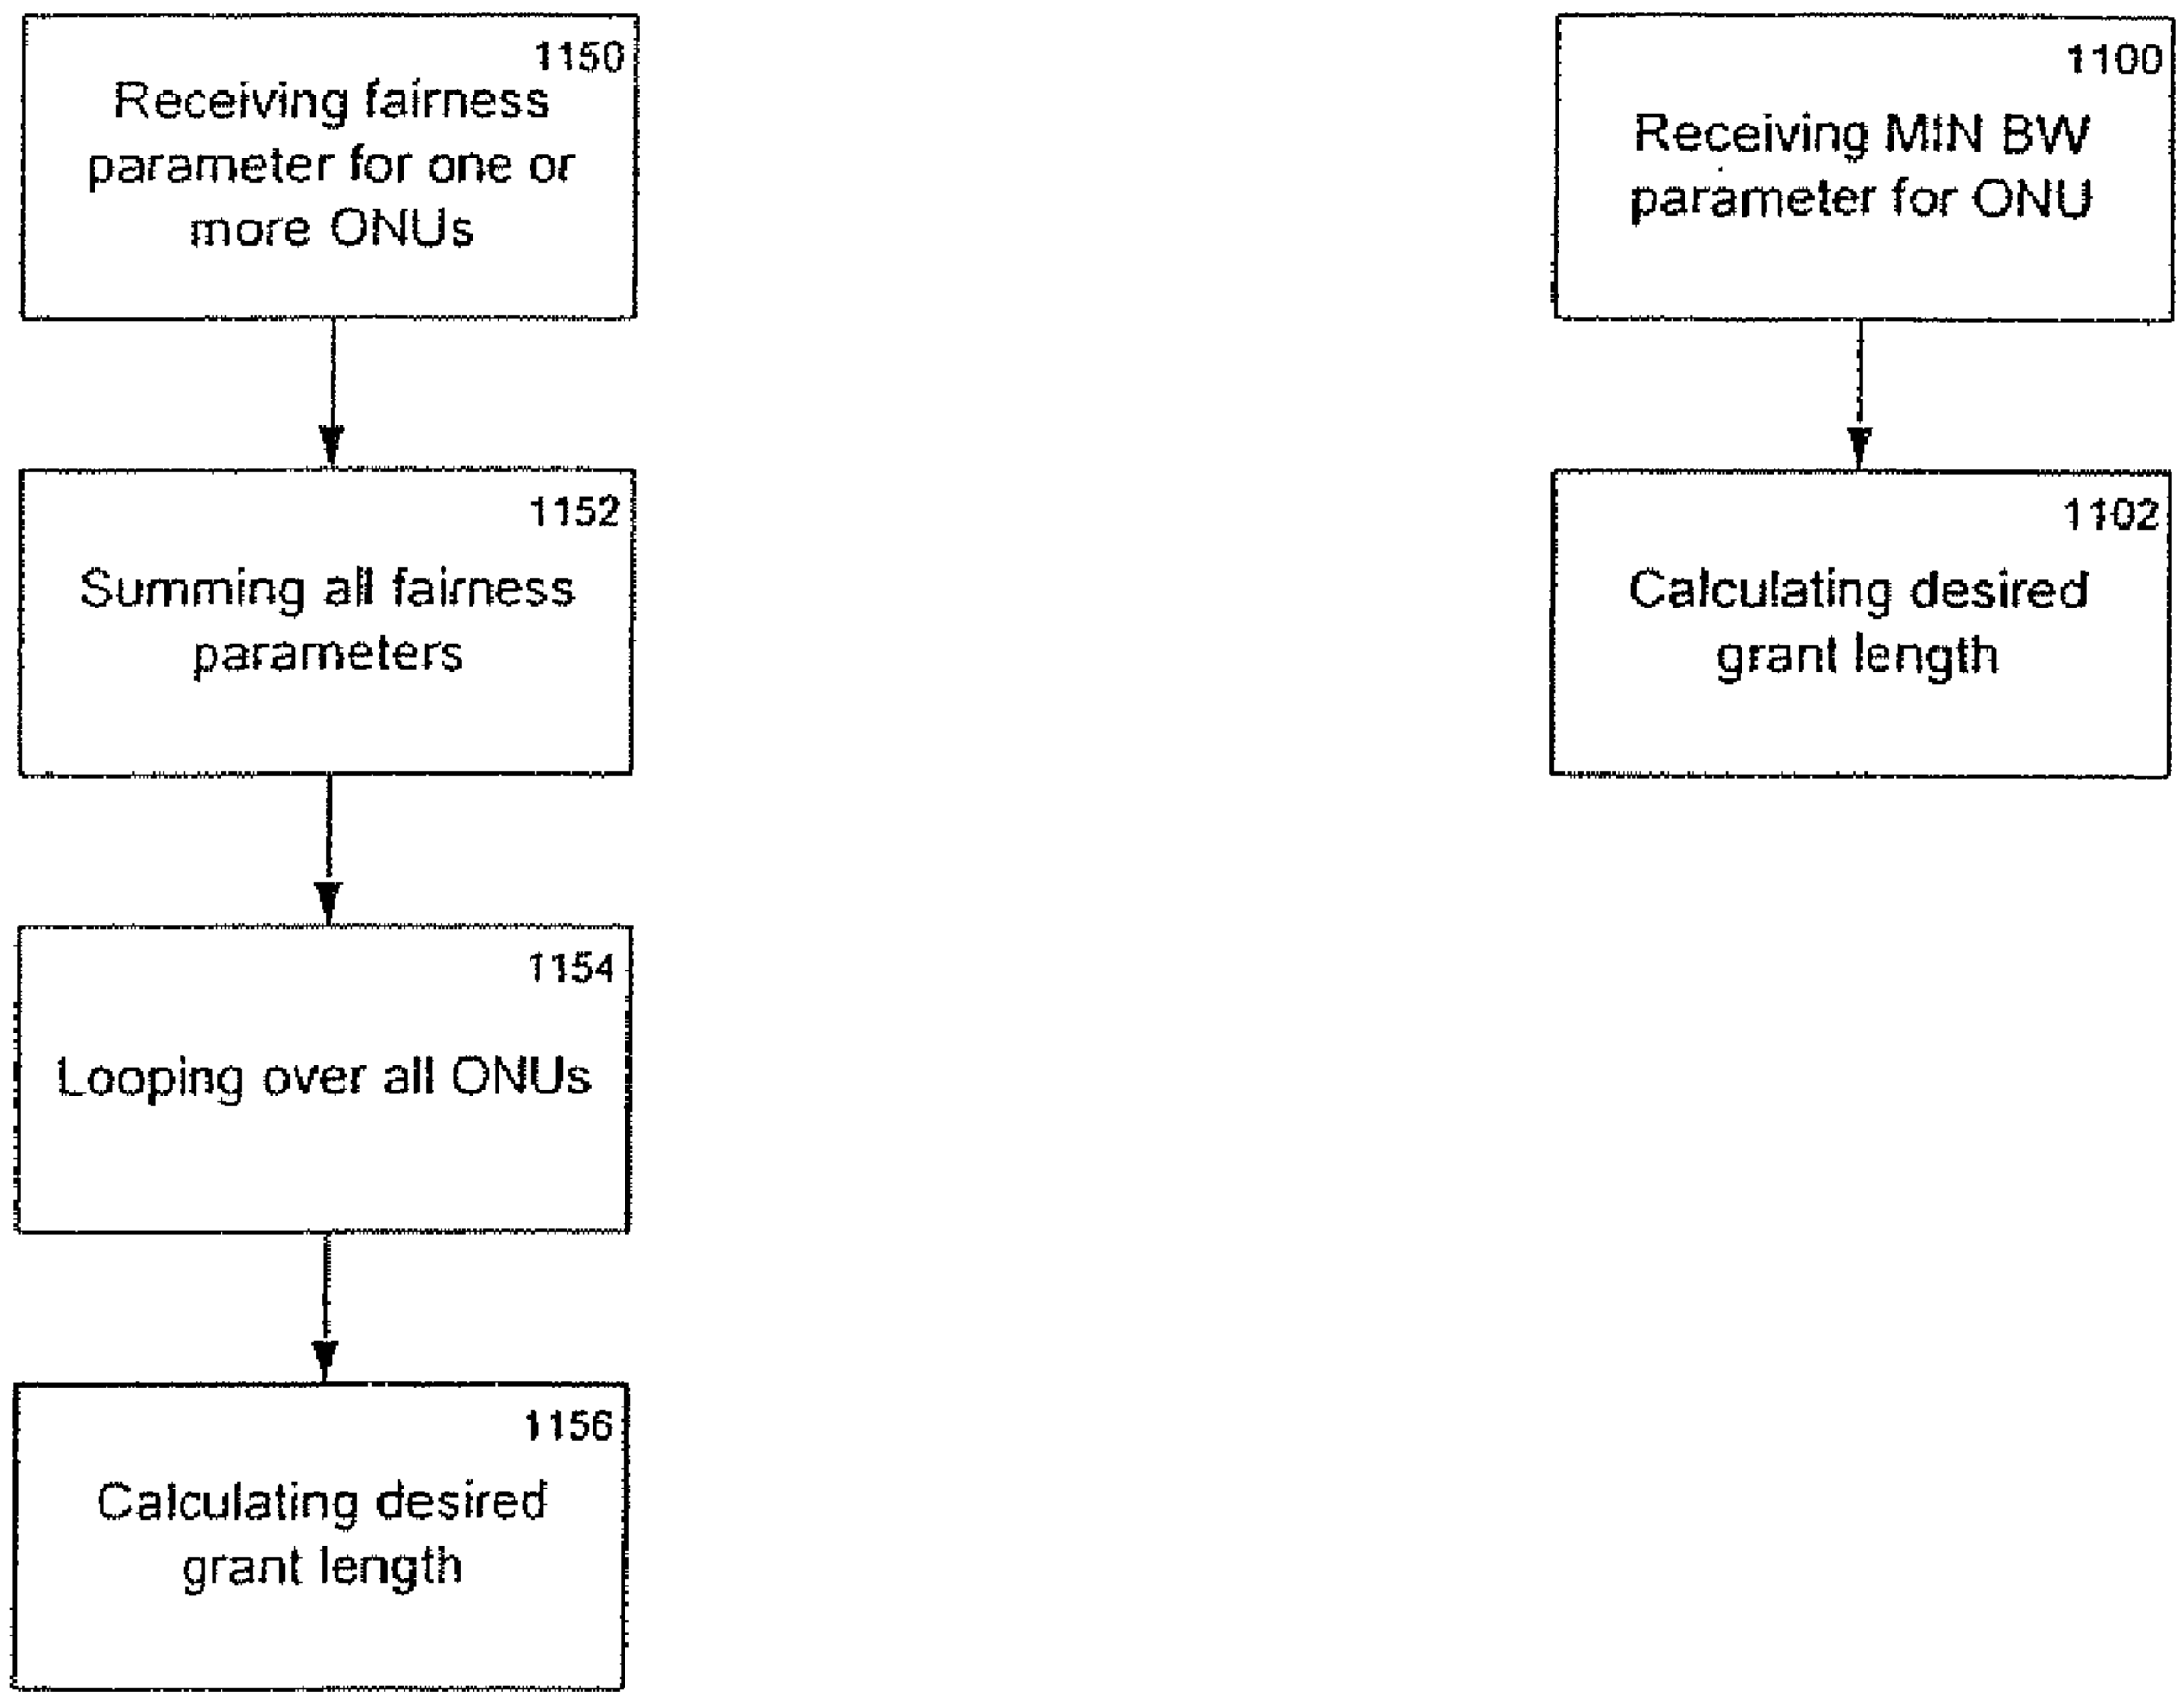 1150
Receiving fairness
parameter for one or
more ONUs
1152
Summing all fairness
parameters
1154
Looping over all ONUs
1156
Calculating desired
grant length
1100
Receiving MIN BW
parameter for ONU
1102
Calculating desired
grant length